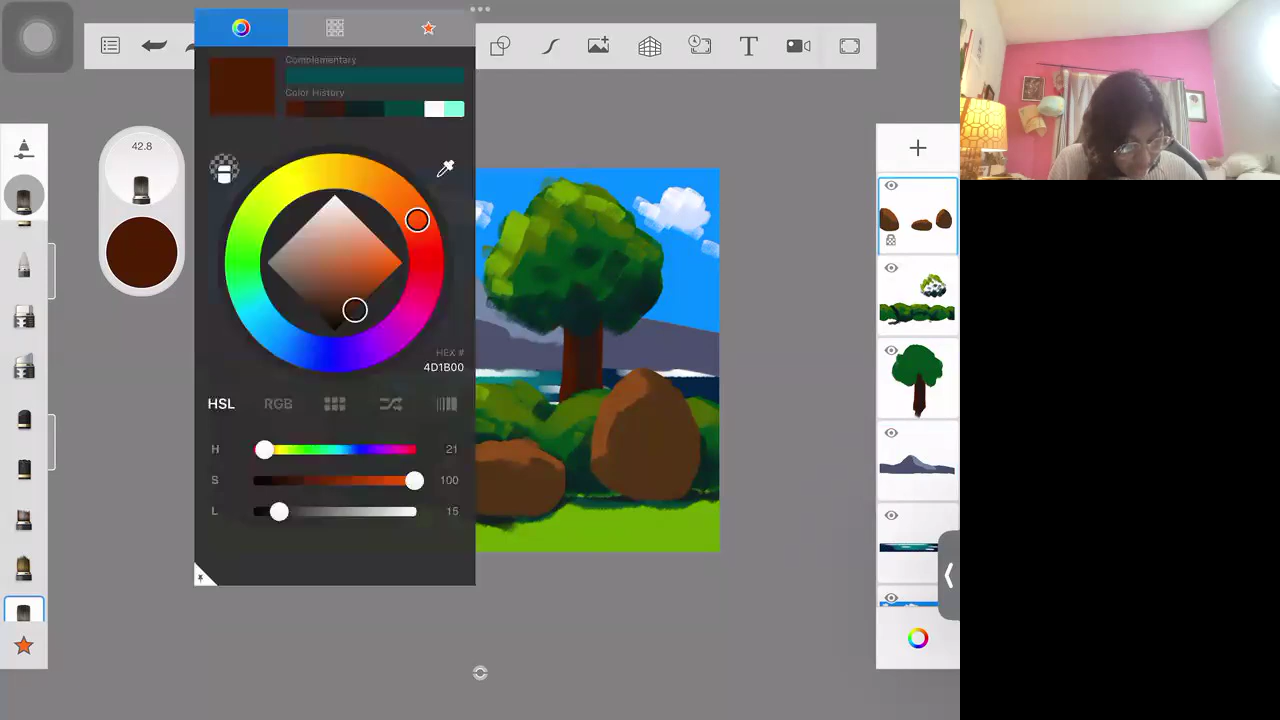 Complementary
Color History
42.8
HEX #
4D1B00
HSL RGB
H 21
S 100
L 15
T